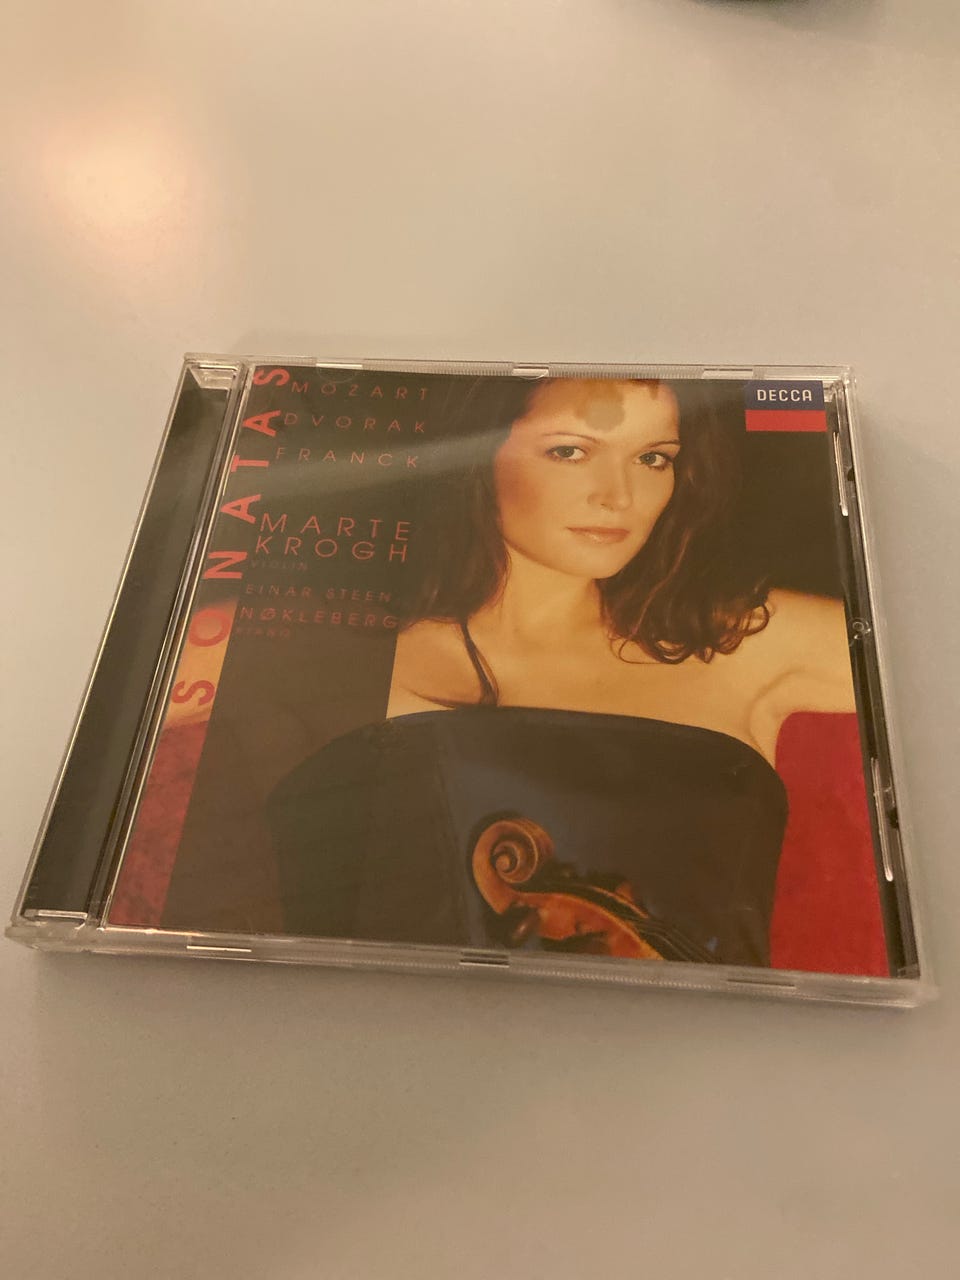 SONATAS
MOZART
DVORAK
FRANCK
MARTE
KROGH
VIOLIN
EINAR STEEN
NØKLEBERG
PIANO
DECCA